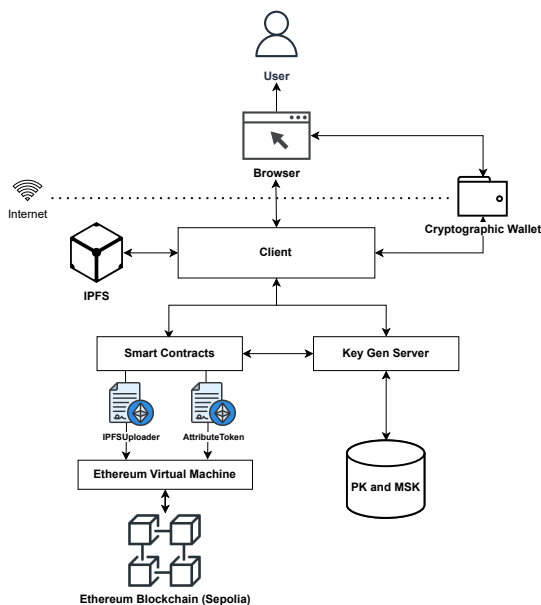 User
Browser
Internet
Cryptographic Wallet
Client
IPFS
Smart Contracts
Key Gen Server
IPFSUploader
AttributeToken
Ethereum Virtual Machine
PK and MSK
Ethereum Blockchain (Sepolia)